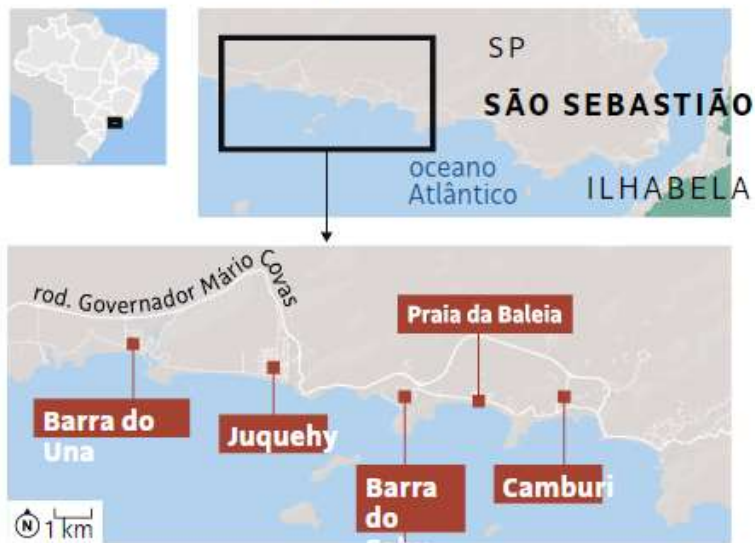 SP
SÃO SEBASTIÃO
oceano
Atlântico
ILHABELA
rod. Governador Mário Covas
Praia da Baleia
Barra do
Una
Juquehy
Barra
do
Camburi
N 1 km